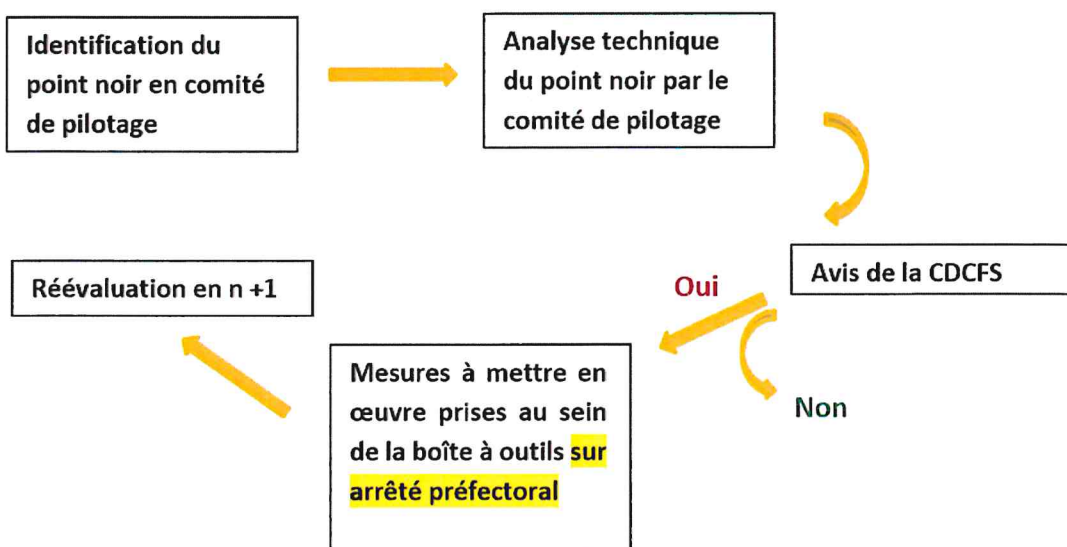 Identification du
point noir en comité
de pilotage
Analyse technique
du point noir par le
comité de pilotage
Avis de la CDCFS
Oui
Non
Mesures à mettre en
œuvre prises au sein
de la boîte à outils sur
arrêté préfectoral
Réévaluation en n +1